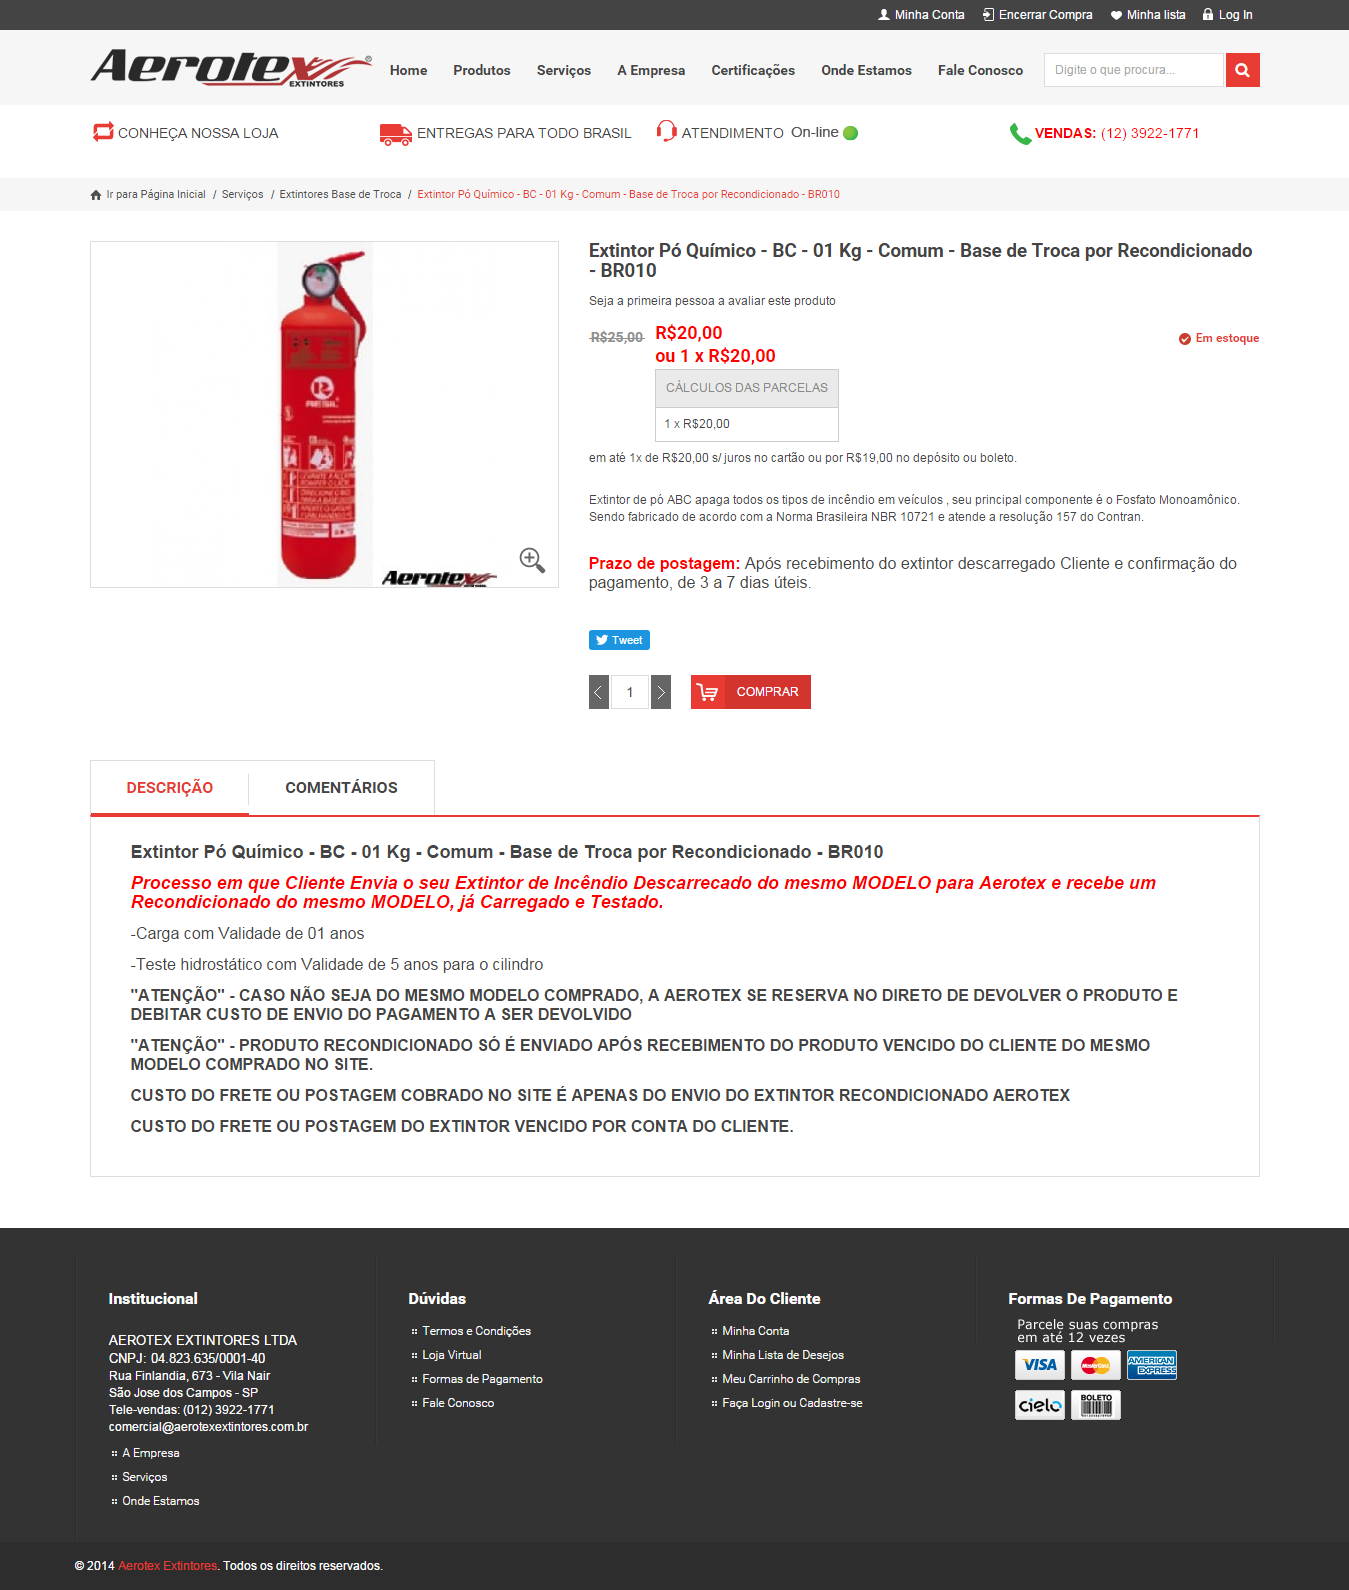 Minha Conta Encerrar Compra Minha lista Log In
Aerotex® EXTINTORES
Home Produtos Serviços A Empresa Certificações Onde Estamos Fale Conosco
Digite o que procura...
CONHEÇA NOSSA LOJA ENTREGAS PARA TODO BRASIL ATENDIMENTO On-line VENDAS: (12) 3922-1771
Ir para Página Inicial / Serviços / Extintores Base de Troca / Extintor Pó Químico - BC - 01 Kg - Comum - Base de Troca por Recondicionado - BR010
RESIL
Aerotex
Extintor Pó Químico - BC - 01 Kg - Comum - Base de Troca por Recondicionado
- BR010
Seja a primeira pessoa a avaliar este produto
R$25,00 R$20,00 Em estoque
ou 1 x R$20,00
CÁLCULOS DAS PARCELAS
1 x R$20,00
em até 1x de R$20,00 s/ juros no cartão ou por R$19,00 no depósito ou boleto.
Extintor de pó ABC apaga todos os tipos de incêndio em veículos , seu principal componente é o Fosfato Monoamônico.
Sendo fabricado de acordo com a Norma Brasileira NBR 10721 e atende a resolução 157 do Contran.
Prazo de postagem: Após recebimento do extintor descarregado Cliente e confirmação do
pagamento, de 3 a 7 dias úteis.
Tweet
1 COMPRAR
DESCRIÇÃO COMENTÁRIOS
Extintor Pó Químico - BC - 01 Kg - Comum - Base de Troca por Recondicionado - BR010
Processo em que Cliente Envia o seu Extintor de Incêndio Descarrecado do mesmo MODELO para Aerotex e recebe um
Recondicionado do mesmo MODELO, já Carregado e Testado.
-Carga com Validade de 01 anos
-Teste hidrostático com Validade de 5 anos para o cilindro
"ATENÇÃO" - CASO NÃO SEJA DO MESMO MODELO COMPRADO, A AEROTEX SE RESERVA NO DIRETO DE DEVOLVER O PRODUTO E
DEBITAR CUSTO DE ENVIO DO PAGAMENTO A SER DEVOLVIDO
"ATENÇÃO" - PRODUTO RECONDICIONADO SÓ É ENVIADO APÓS RECEBIMENTO DO PRODUTO VENCIDO DO CLIENTE DO MESMO
MODELO COMPRADO NO SITE.
CUSTO DO FRETE OU POSTAGEM COBRADO NO SITE É APENAS DO ENVIO DO EXTINTOR RECONDICIONADO AEROTEX
CUSTO DO FRETE OU POSTAGEM DO EXTINTOR VENCIDO POR CONTA DO CLIENTE.
Institucional
AEROTEX EXTINTORES LTDA
CNPJ: 04.823.635/0001-40
Rua Finlandia, 673 - Vila Nair
São Jose dos Campos - SP
Tele-vendas: (012) 3922-1771
comercial@aerotexextintores.com.br
A Empresa
Serviços
Onde Estamos
Dúvidas
Termos e Condições
Loja Virtual
Formas de Pagamento
Fale Conosco
Área Do Cliente
Minha Conta
Minha Lista de Desejos
Meu Carrinho de Compras
Faça Login ou Cadastre-se
Formas De Pagamento
Parcele suas compras
em até 12 vezes
VISA MasterCard AMERICAN EXPRESS
cielo BOLETO
© 2014 Aerotex Extintores. Todos os direitos reservados.